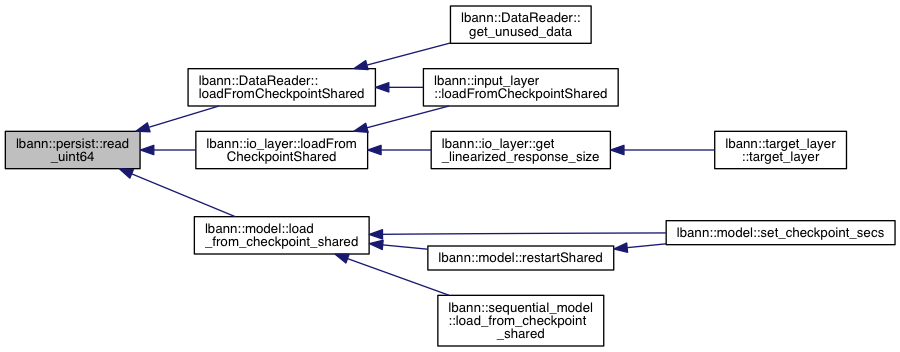 lbann::DataReader::
get_unused_data
lbann::DataReader::
loadFromCheckpointShared
lbann::input_layer
::loadFromCheckpointShared
lbann::persist::read
_uint64
lbann::io_layer::loadFrom
CheckpointShared
lbann::io_layer::get
_linearized_response_size
lbann::target_layer
::target_layer
lbann::model::load
_from_checkpoint_shared
lbann::model::set_checkpoint_secs
lbann::model::restartShared
lbann::sequential_model
::load_from_checkpoint
_shared